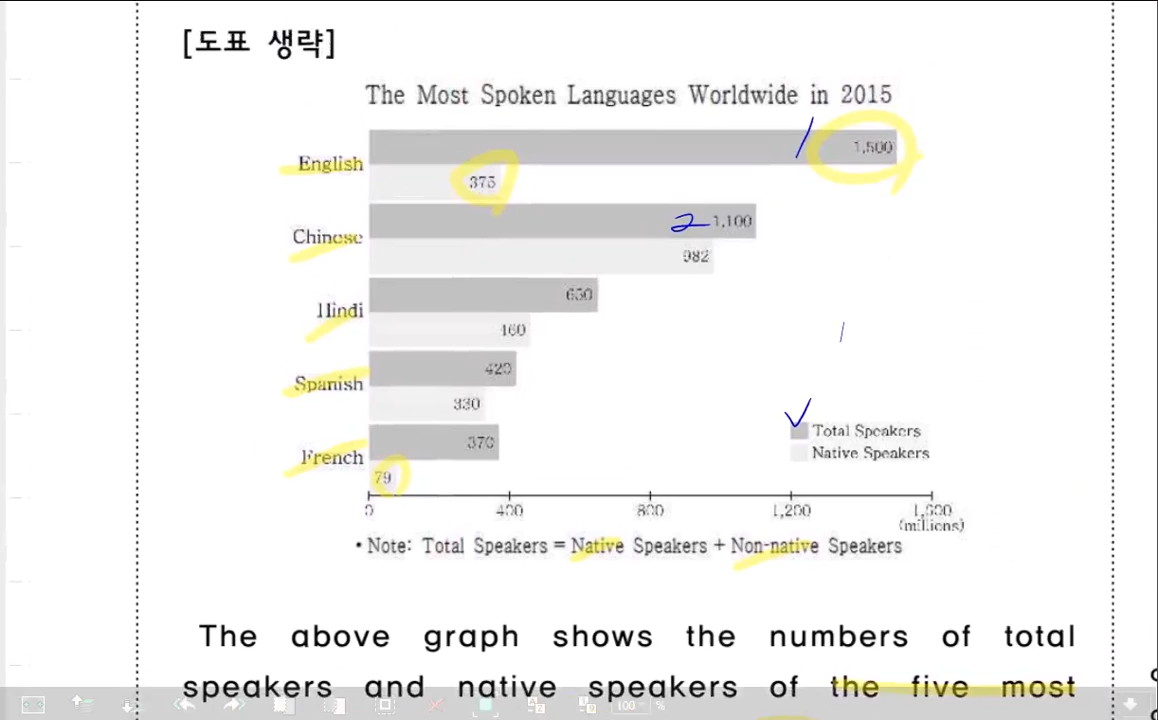 [도표 생략]
The Most Spoken Languages Worldwide in 2015
English
1,500
375
Chinese
2 1,100
982
Hindi
650
460
Spanish
420
330
French
370
79
Total Speakers
Native Speakers
0 400 800 1,200 1,600
(millions)
• Note: Total Speakers = Native Speakers + Non-native Speakers
The above graph shows the numbers of total
speakers and native speakers of the five most
100 %